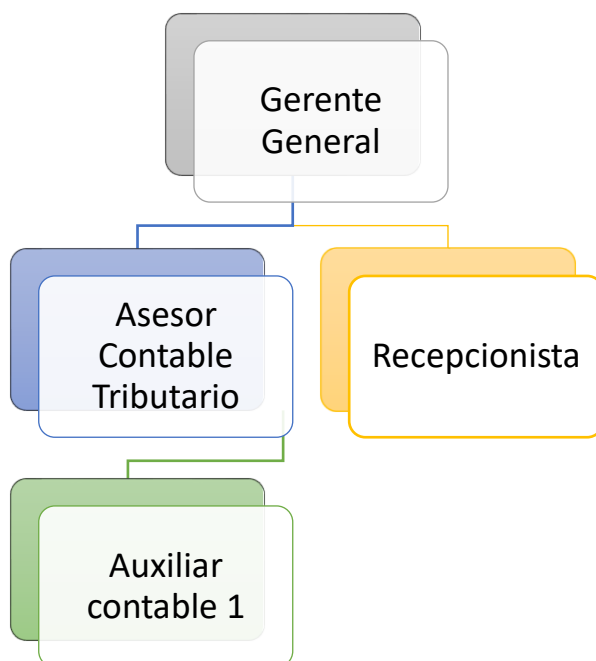 Gerente
General
Asesor
Contable
Tributario
Recepcionista
Auxiliar
contable 1